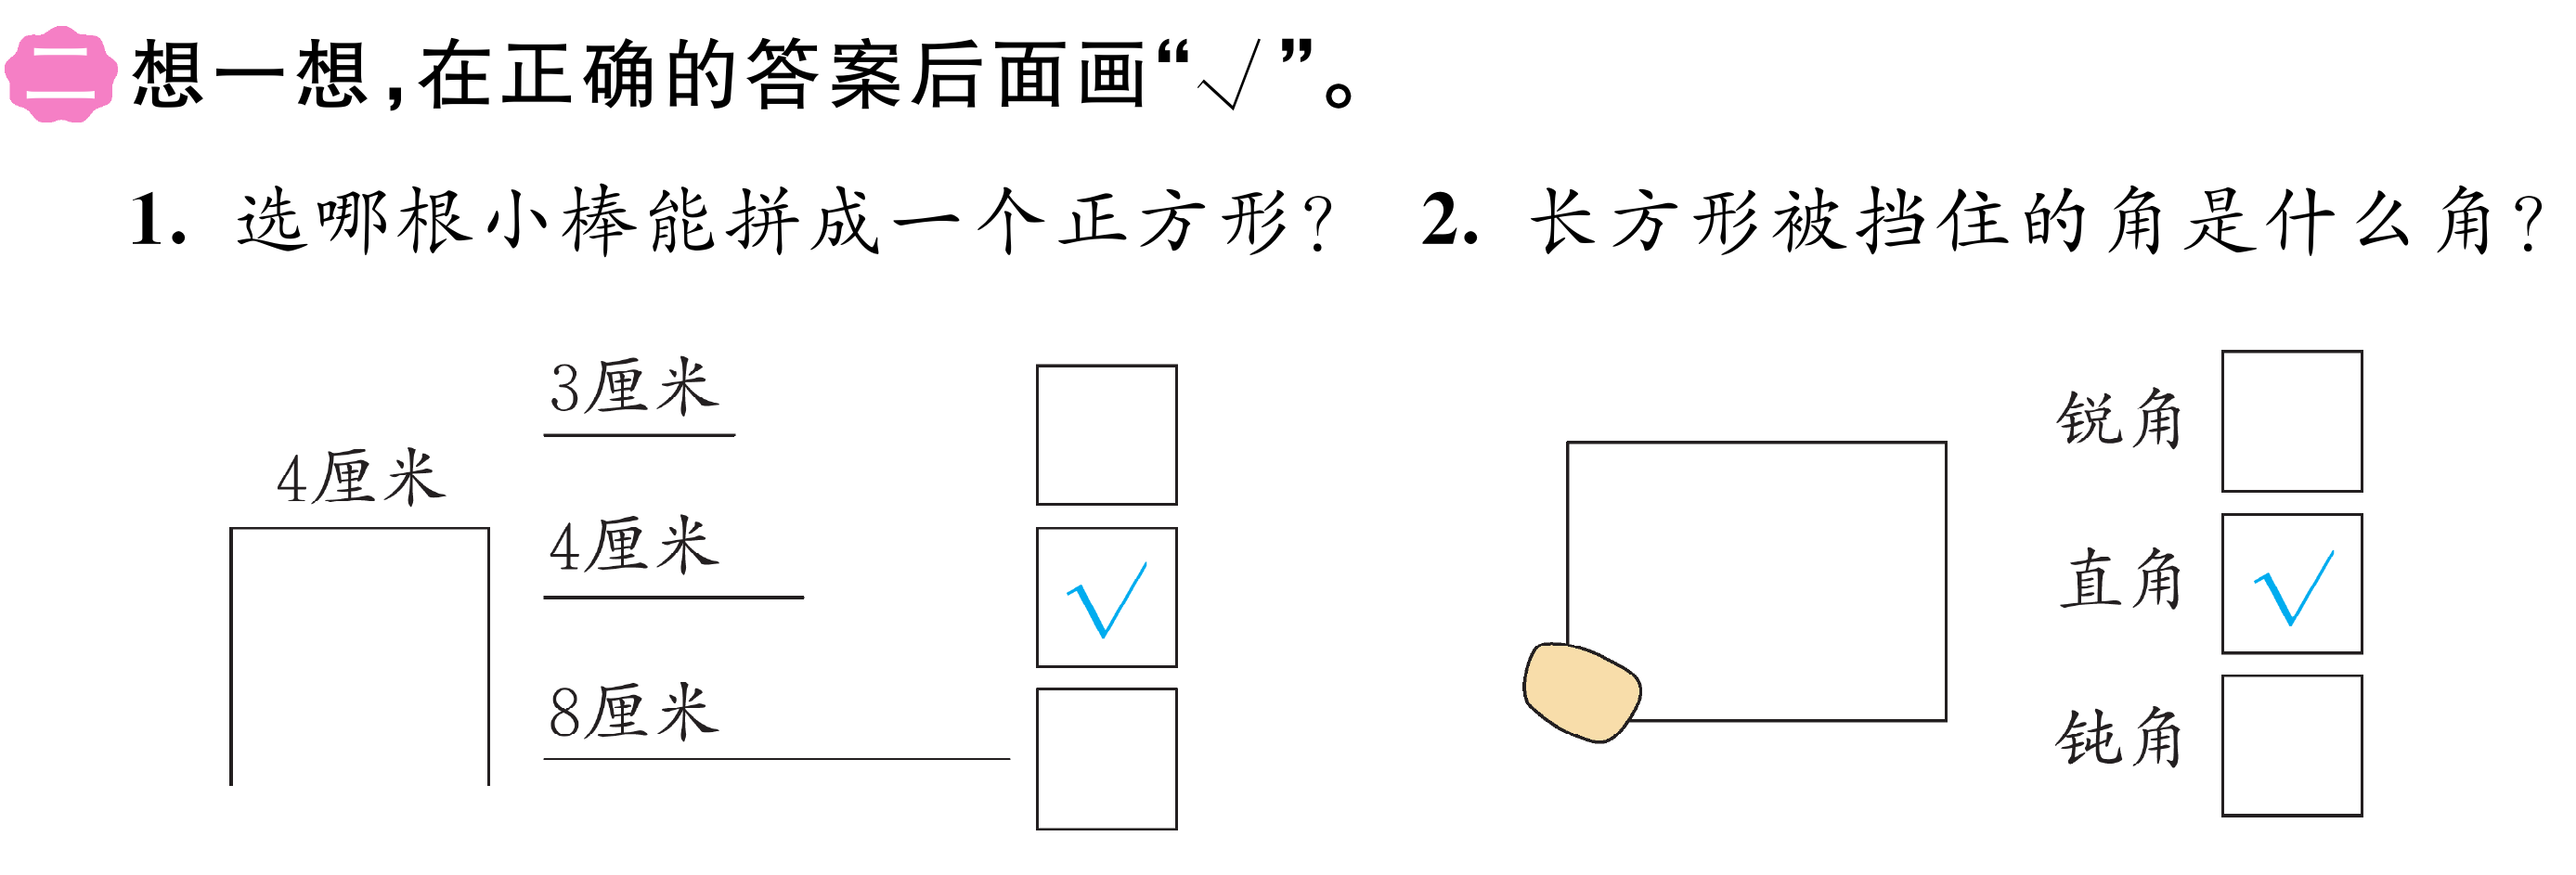 二 想一想,在正确的答案后面画“√”。
1. 选哪根小棒能拼成一个正方形?
4厘米
3厘米
4厘米 √
8厘米
2. 长方形被挡住的角是什么角?
锐角
直角 √
钝角